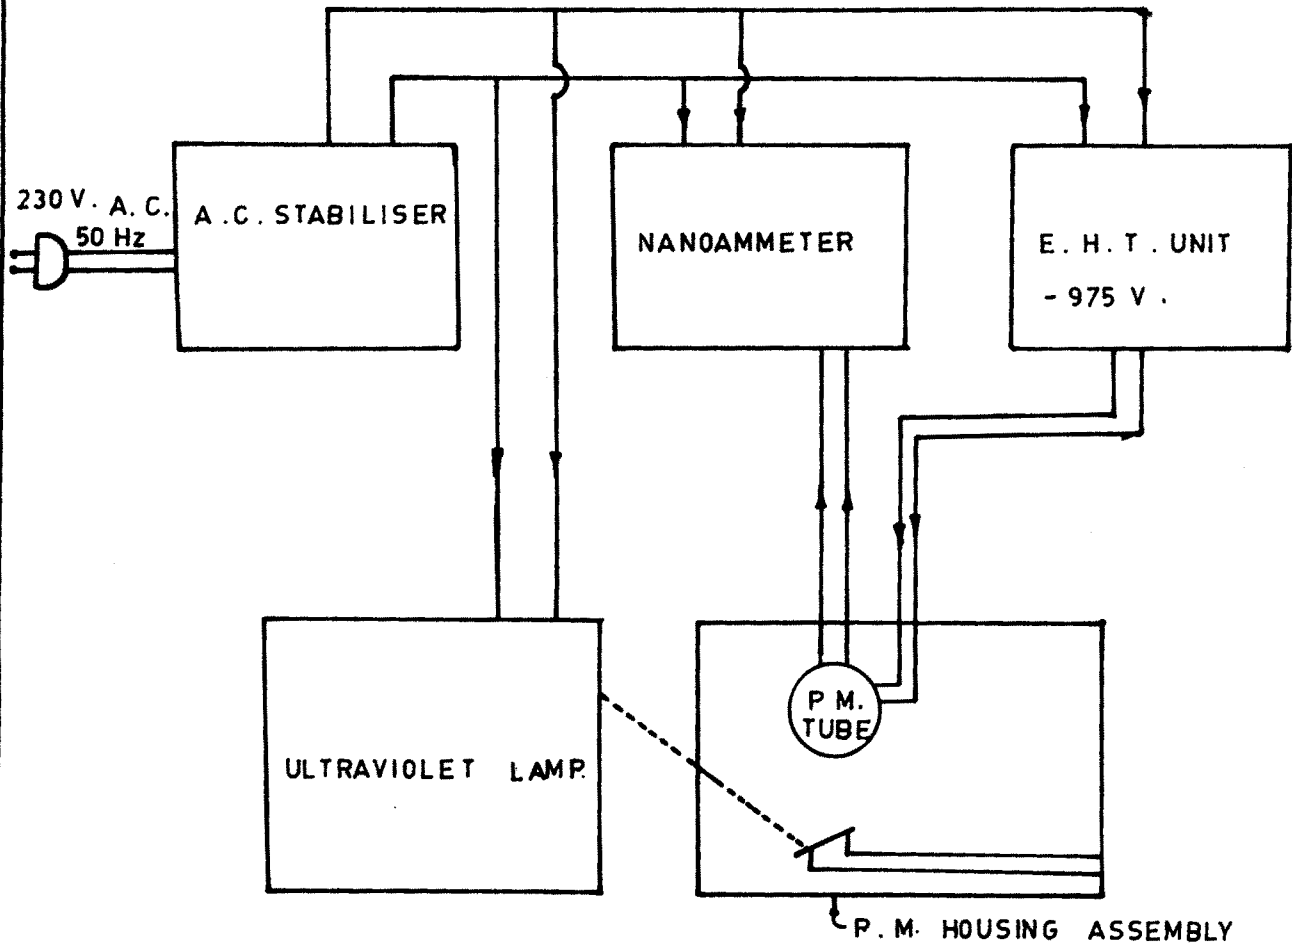 230 V. A.C.
50 Hz
A.C. STABILISER
NANOAMMETER
E.H.T. UNIT
- 975 V.
P M.
TUBE
ULTRAVIOLET LAMP.
P.M. HOUSING ASSEMBLY